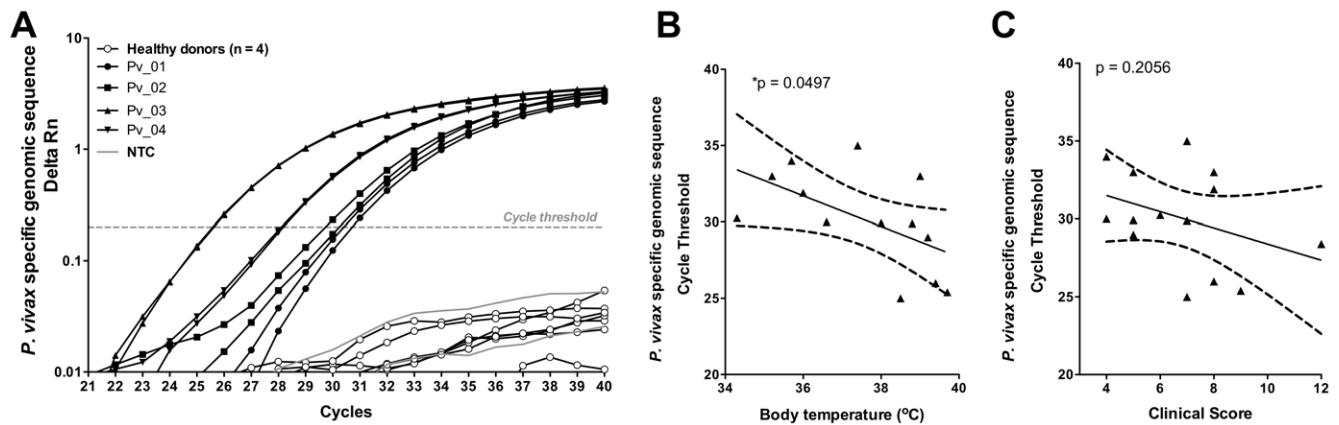 A
P. vivax specific genomic sequence
Delta Rn
10
1
0.1
0.01
Healthy donors (n = 4)
Pv_01
Pv_02
Pv_03
Pv_04
NTC
Cycle threshold
21 22 23 24 25 26 27 28 29 30 31 32 33 34 35 36 37 38 39 40
Cycles
B
P. vivax specific genomic sequence
Cycle Threshold
*p = 0.0497
40
35
30
25
20
34 36 38 40
Body temperature (ºC)
C
P. vivax specific genomic sequence
Cycle Threshold
p = 0.2056
40
35
30
25
20
4 6 8 10 12
Clinical Score